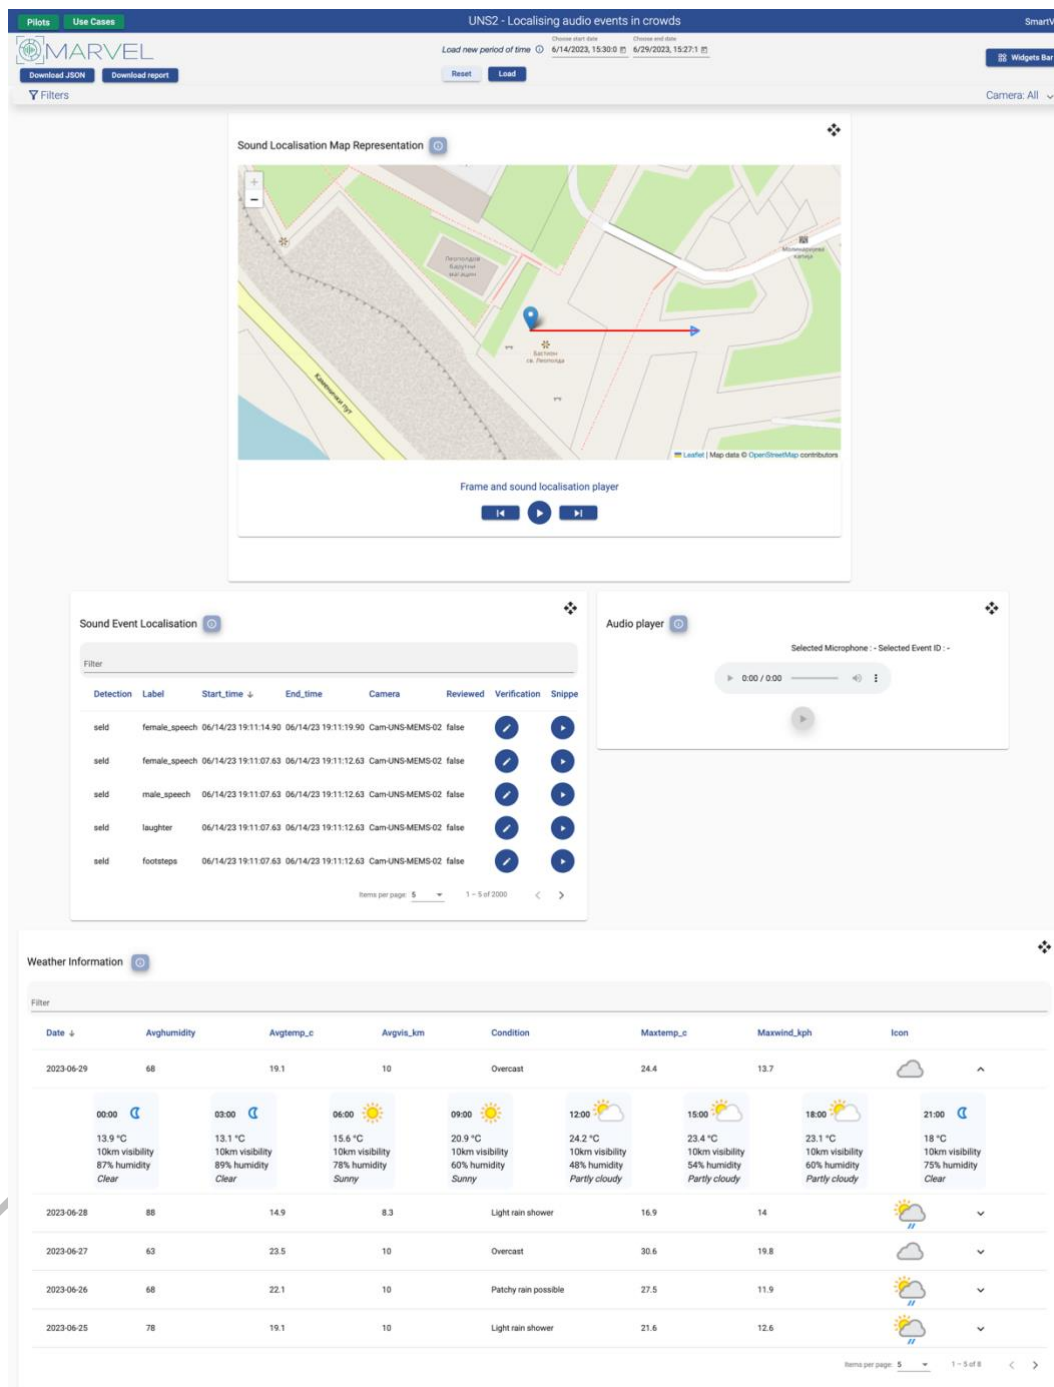 Pilots Use Cases UNS2 - Localising audio events in crowds SmartV
MARVEL
Choose start date Choose end date
Load new period of time 6/14/2023, 15:30:0 6/29/2023, 15:27:1
Widgets Bar
Download JSON Download report Reset Load
Filters Camera: All
Sound Localisation Map Representation
+
−
Леополдов
барутни
магацин
Молинаријева
капија
Бастион
св. Леополда
Каменички пут
Leaflet | Map data © OpenStreetMap contributors
Frame and sound localisation player
Sound Event Localisation
Filter
Detection Label Start_time End_time Camera Reviewed Verification Snippe
seld female_speech 06/14/23 19:11:14.90 06/14/23 19:11:19.90 Cam-UNS-MEMS-02 false
seld female_speech 06/14/23 19:11:07.63 06/14/23 19:11:12.63 Cam-UNS-MEMS-02 false
seld male_speech 06/14/23 19:11:07.63 06/14/23 19:11:12.63 Cam-UNS-MEMS-02 false
seld laughter 06/14/23 19:11:07.63 06/14/23 19:11:12.63 Cam-UNS-MEMS-02 false
seld footsteps 06/14/23 19:11:07.63 06/14/23 19:11:12.63 Cam-UNS-MEMS-02 false
Items per page: 5 1 – 5 of 2000
Audio player
Selected Microphone : - Selected Event ID : -
0:00 / 0:00
Weather Information
Filter
Date Avghumidity Avgtemp_c Avgvis_km Condition Maxtemp_c Maxwind_kph Icon
2023-06-29 68 19.1 10 Overcast 24.4 13.7
00:00 03:00 06:00 09:00 12:00 15:00 18:00 21:00
13.9 °C 13.1 °C 15.6 °C 20.9 °C 24.2 °C 23.4 °C 23.1 °C 18 °C
10km visibility 10km visibility 10km visibility 10km visibility 10km visibility 10km visibility 10km visibility 10km visibility
87% humidity 89% humidity 78% humidity 60% humidity 48% humidity 54% humidity 60% humidity 75% humidity
Clear Clear Sunny Sunny Partly cloudy Partly cloudy Partly cloudy Clear
2023-06-28 88 14.9 8.3 Light rain shower 16.9 14
2023-06-27 63 23.5 10 Overcast 30.6 19.8
2023-06-26 68 22.1 10 Patchy rain possible 27.5 11.9
2023-06-25 78 19.1 10 Light rain shower 21.6 12.6
Items per page: 5 1 – 5 of 8